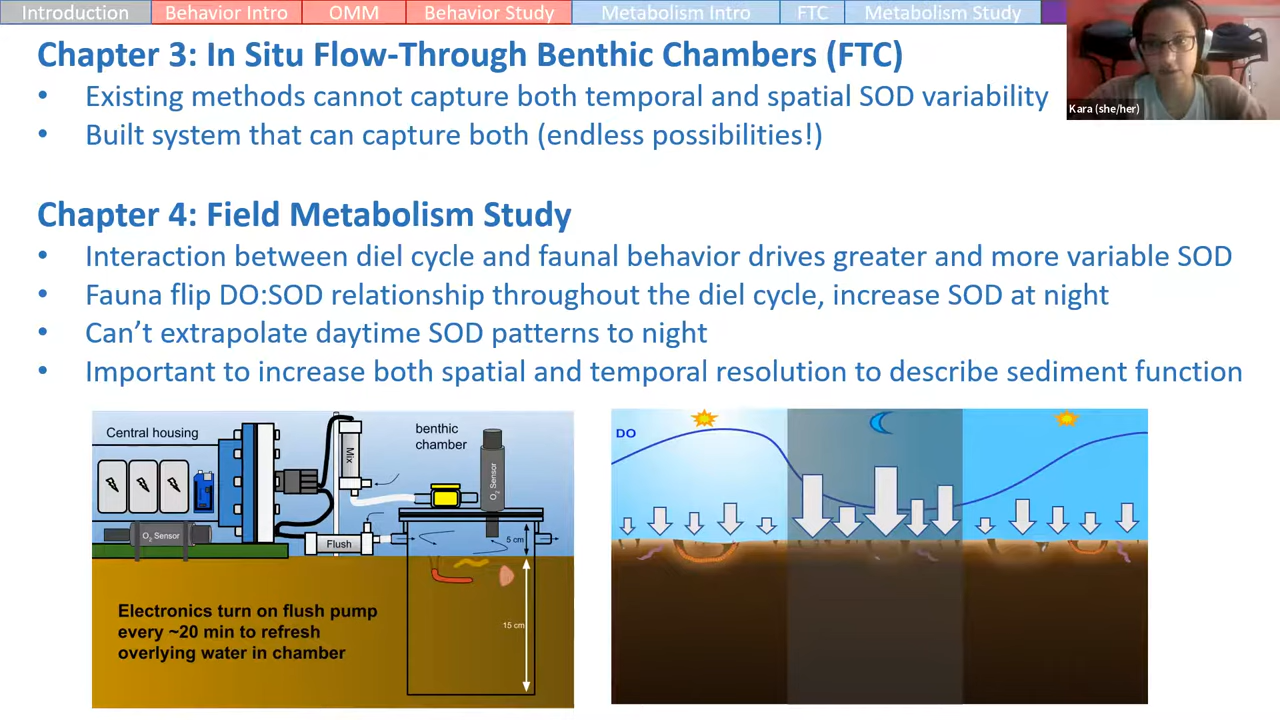 Introduction
Behavior Intro
OMM
Behavior Study
Metabolism Intro
FTC
Metabolism Study
Chapter 3: In Situ Flow-Through Benthic Chambers (FTC)
• Existing methods cannot capture both temporal and spatial SOD variability
• Built system that can capture both (endless possibilities!)
Kara (she/her)
Chapter 4: Field Metabolism Study
• Interaction between diel cycle and faunal behavior drives greater and more variable SOD
• Fauna flip DO:SOD relationship throughout the diel cycle, increase SOD at night
• Can’t extrapolate daytime SOD patterns to night
• Important to increase both spatial and temporal resolution to describe sediment function
Central housing
Mix
benthic
chamber
O₂ Sensor
O₂ Sensor
Flush
5 cm
15 cm
Electronics turn on flush pump
every ~20 min to refresh
overlying water in chamber
DO